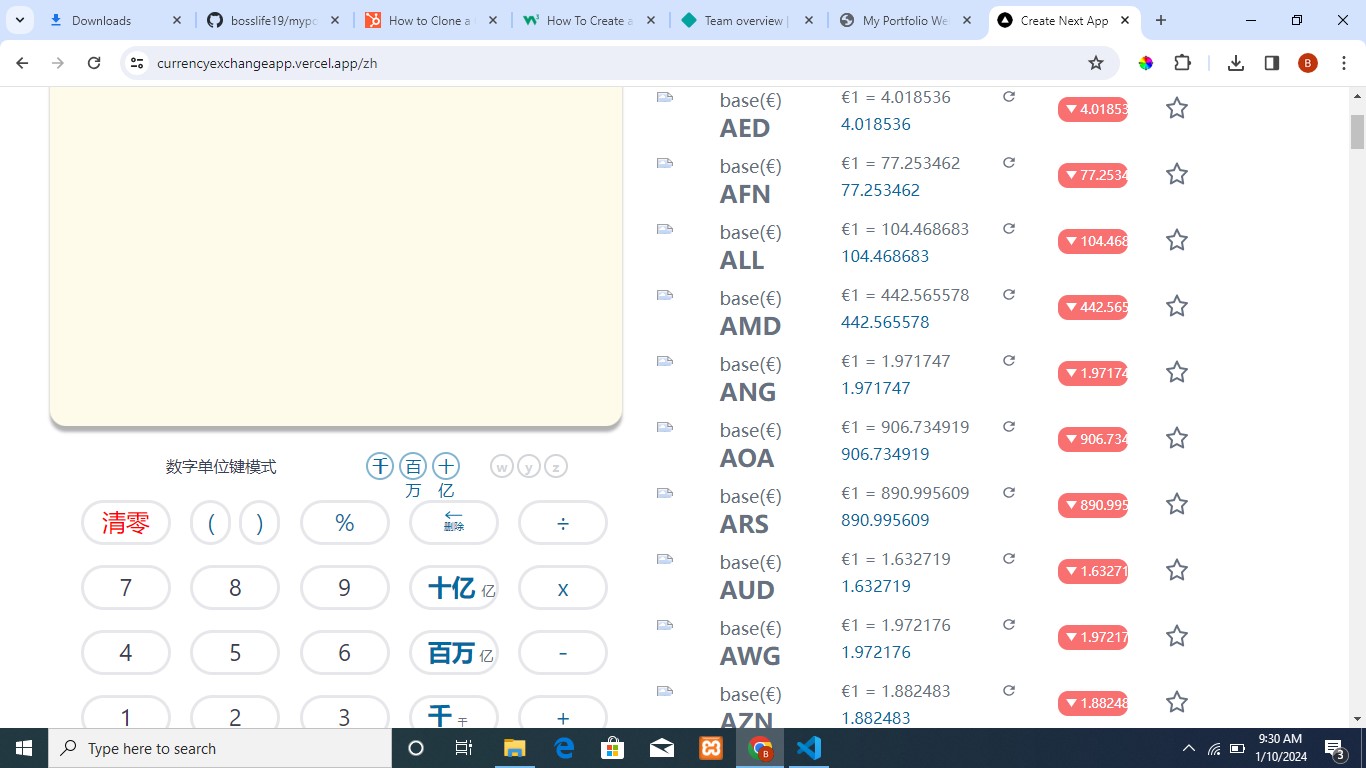 Downloads
bosslife19/mypo
How to Clone a
How To Create a
Team overview |
My Portfolio We
Create Next App
currencyexchangeapp.vercel.app/zh
B
数字单位键模式
千 百万 十亿
w y z
清零 ( ) % ← 删除 ÷
7 8 9 十亿 亿 x
4 5 6 百万 亿 -
1 2 3 千 千 +
base(€) €1 = 4.018536
AED 4.018536 ▼ 4.01853
base(€) €1 = 77.253462
AFN 77.253462 ▼ 77.2534
base(€) €1 = 104.468683
ALL 104.468683 ▼ 104.468
base(€) €1 = 442.565578
AMD 442.565578 ▼ 442.565
base(€) €1 = 1.971747
ANG 1.971747 ▼ 1.97174
base(€) €1 = 906.734919
AOA 906.734919 ▼ 906.734
base(€) €1 = 890.995609
ARS 890.995609 ▼ 890.995
base(€) €1 = 1.632719
AUD 1.632719 ▼ 1.63271
base(€) €1 = 1.972176
AWG 1.972176 ▼ 1.97217
base(€) €1 = 1.882483
AZN 1.882483 ▼ 1.88248
Type here to search
B
9:30 AM
1/10/2024
3